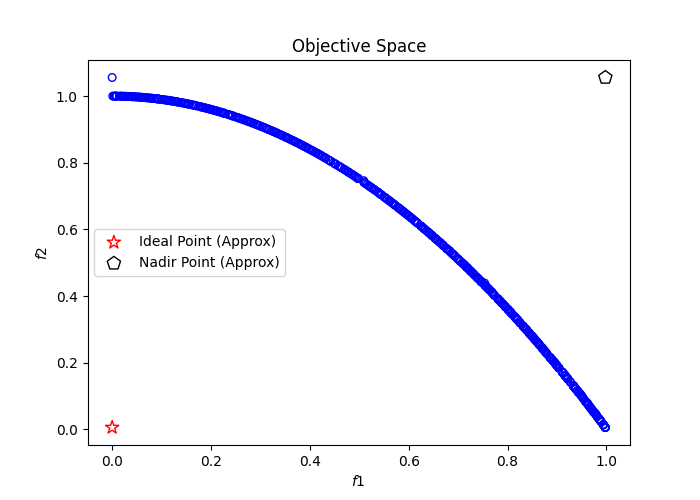 Objective Space
1.0
0.8
0.6
0.4
0.2
0.0
f2
Ideal Point (Approx)
Nadir Point (Approx)
0.0 0.2 0.4 0.6 0.8 1.0
f1